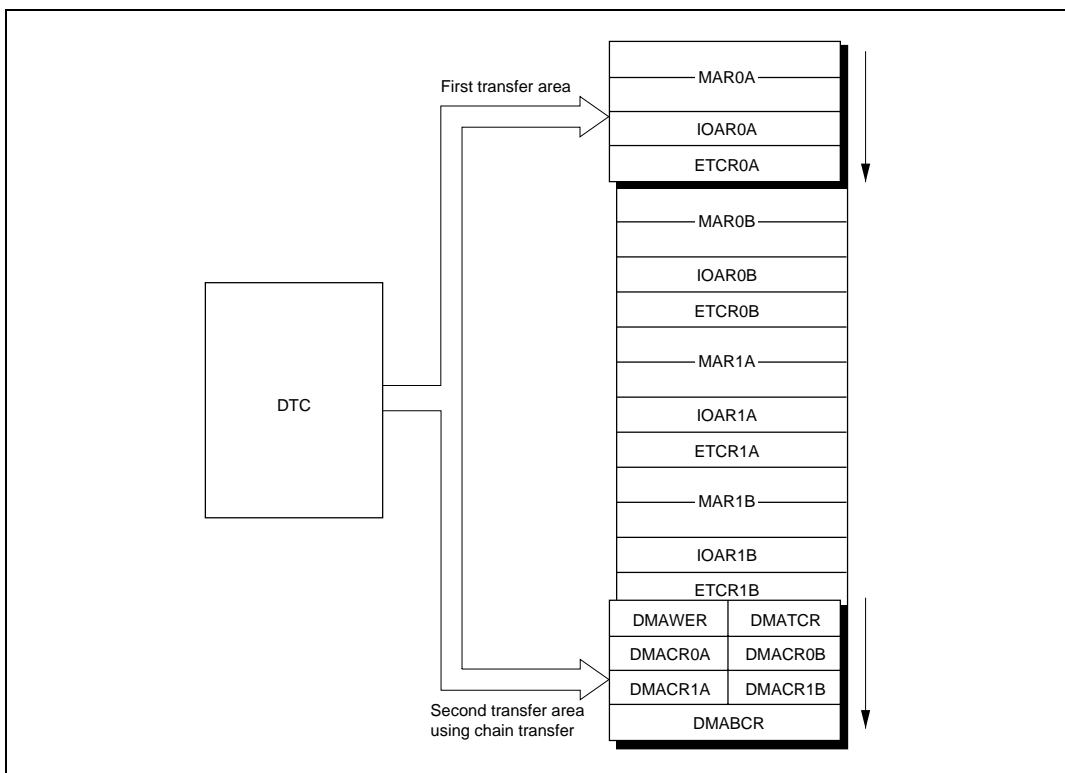 First transfer area
MAR0A
IOAR0A
ETCR0A
MAR0B
IOAR0B
ETCR0B
MAR1A
DTC
IOAR1A
ETCR1A
MAR1B
IOAR1B
ETCR1B
DMAWER DMATCR
DMACR0A DMACR0B
DMACR1A DMACR1B
DMABCR
Second transfer area
using chain transfer